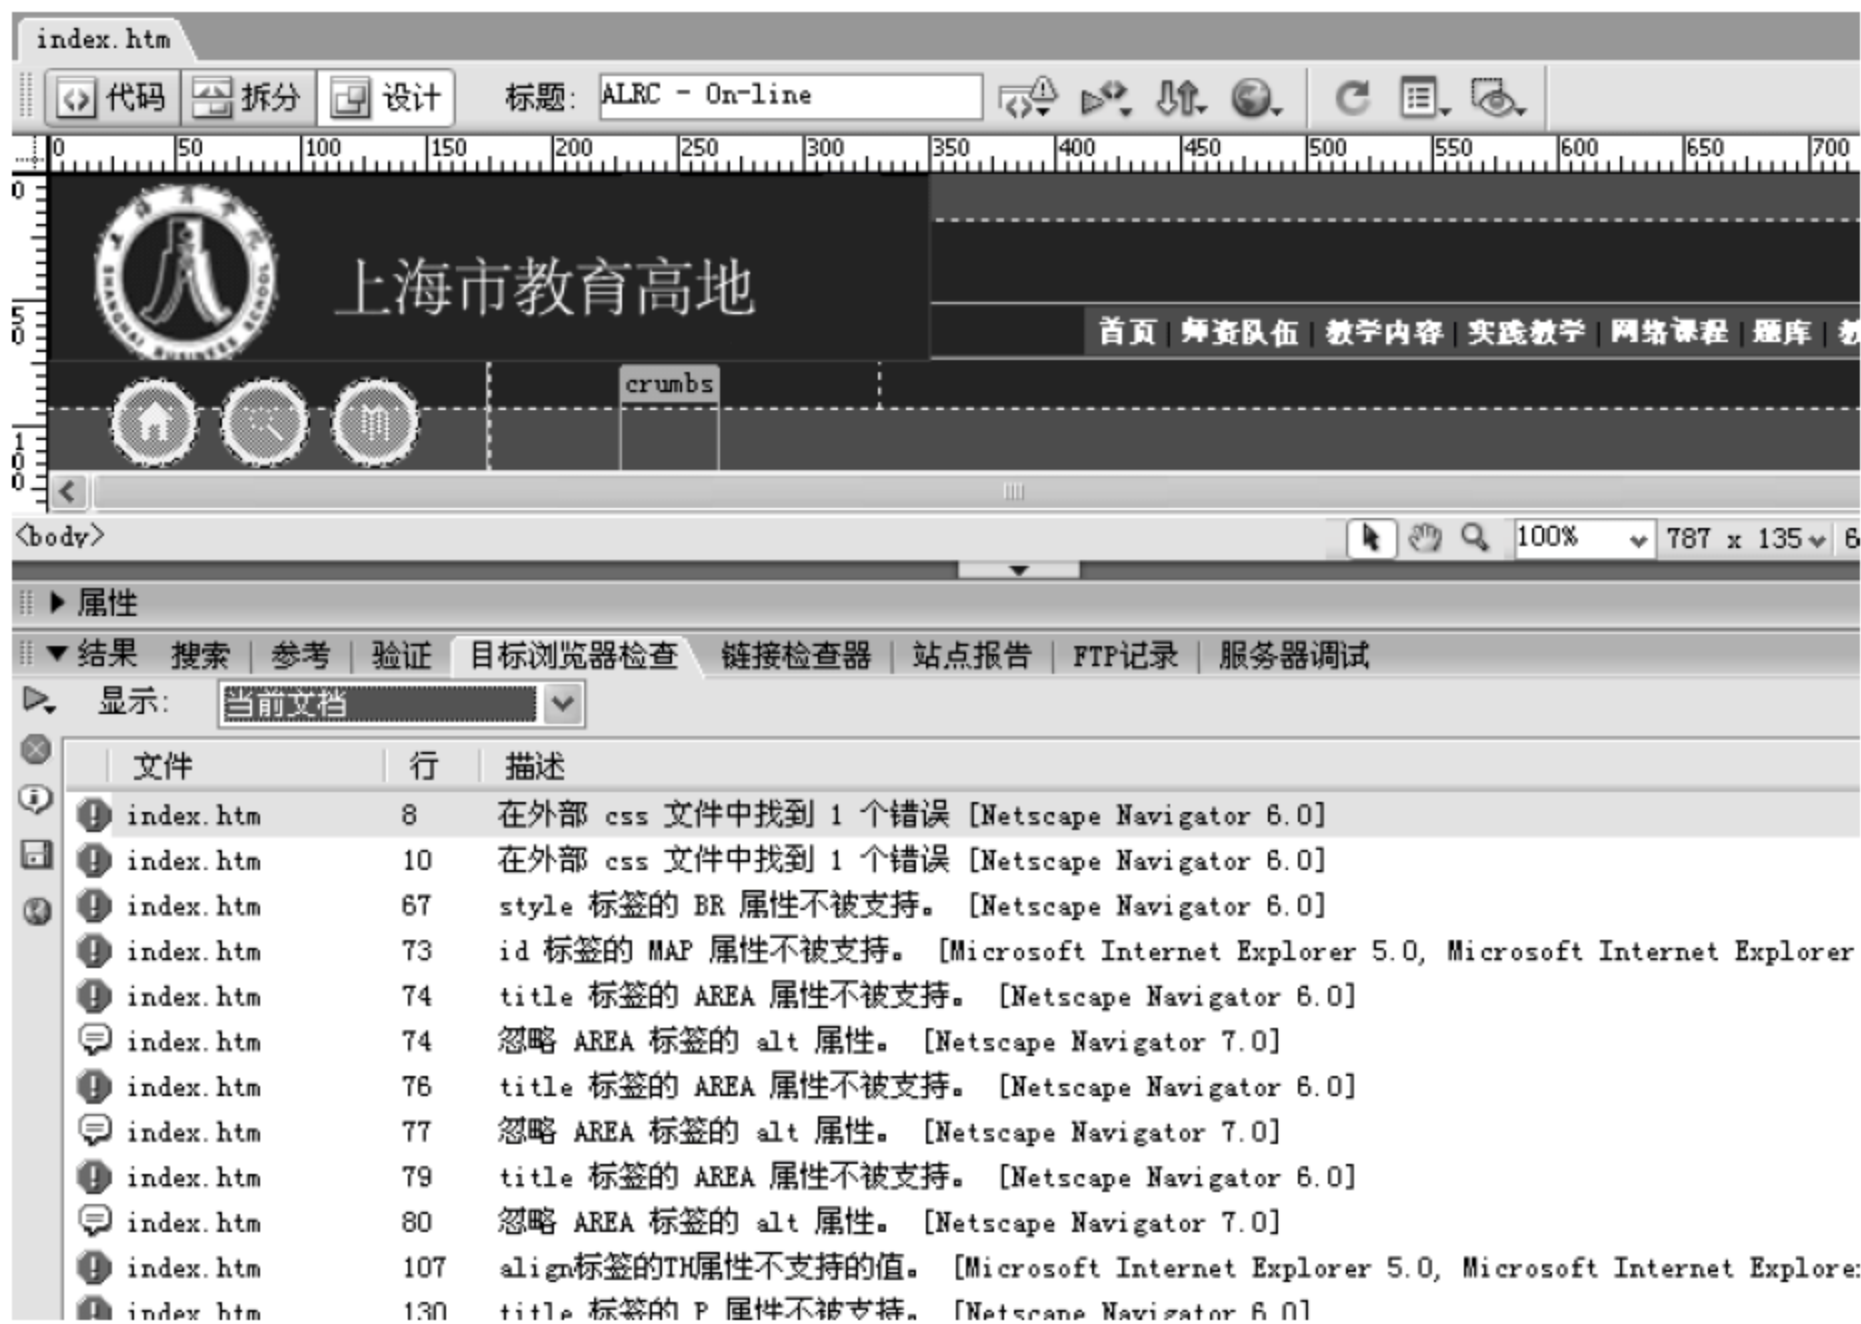 index.htm
代码 拆分 设计 标题: ALRC - On-line
0 50 100 150 200 250 300 350 400 450 500 550 600 650 700
0
上海市教育高地
SHANGHAI BUSINESS SCHOOL
50
首页 师资队伍 教学内容 实践教学 网络课程 题库
crumbs
100
<body> 100% 787 x 135
属性
结果 搜索 参考 验证 目标浏览器检查 链接检查器 站点报告 FTP记录 服务器调试
显示: 当前文档
文件 行 描述
index.htm 8 在外部 css 文件中找到 1 个错误 [Netscape Navigator 6.0]
index.htm 10 在外部 css 文件中找到 1 个错误 [Netscape Navigator 6.0]
index.htm 67 style 标签的 BR 属性不被支持。 [Netscape Navigator 6.0]
index.htm 73 id 标签的 MAP 属性不被支持。 [Microsoft Internet Explorer 5.0, Microsoft Internet Explorer
index.htm 74 title 标签的 AREA 属性不被支持。 [Netscape Navigator 6.0]
index.htm 74 忽略 AREA 标签的 alt 属性。 [Netscape Navigator 7.0]
index.htm 76 title 标签的 AREA 属性不被支持。 [Netscape Navigator 6.0]
index.htm 77 忽略 AREA 标签的 alt 属性。 [Netscape Navigator 7.0]
index.htm 79 title 标签的 AREA 属性不被支持。 [Netscape Navigator 6.0]
index.htm 80 忽略 AREA 标签的 alt 属性。 [Netscape Navigator 7.0]
index.htm 107 align标签的TH属性不支持的值。 [Microsoft Internet Explorer 5.0, Microsoft Internet Explore
index.htm 130 title 标签的 P 属性不被支持。 [Netscape Navigator 6.0]